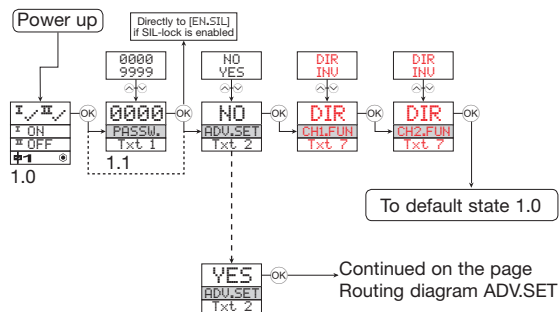 Power up
Directly to [EN.SIL]
if SIL-lock is enabled
0000
9999
NO
YES
DIR
INV
DIR
INV
I / II /
I ON
II OFF
1.0
OK
0000
PASSW.
Txt 1
1.1
OK
NO
ADV.SET
Txt 2
OK
DIR
CH1.FUN
Txt 7
OK
DIR
CH2.FUN
Txt 7
OK
To default state 1.0
YES
ADV.SET
Txt 2
OK
Continued on the page
Routing diagram ADV.SET